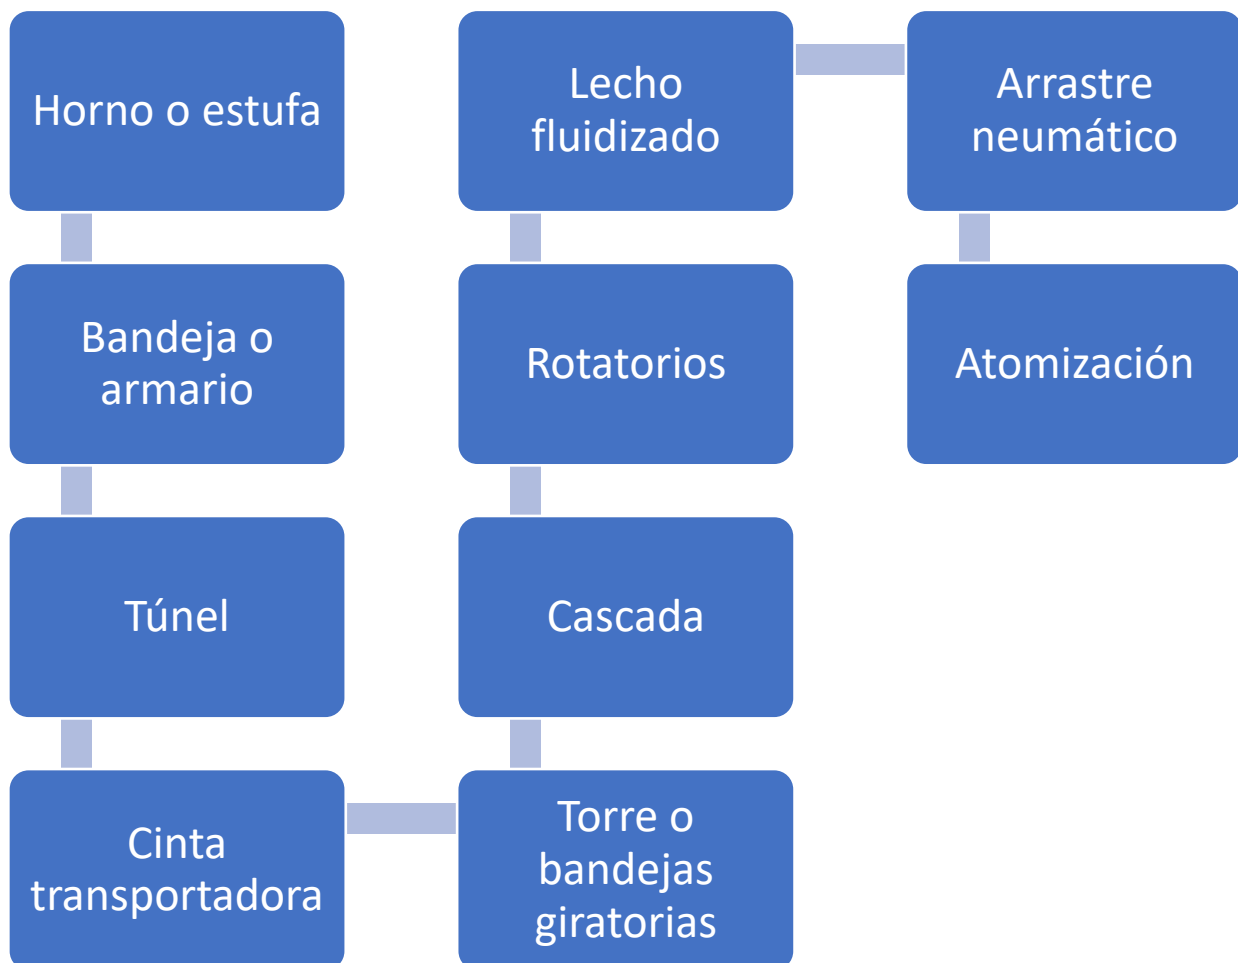 Horno o estufa
Bandeja o
armario
Túnel
Cinta
transportadora
Torre o
bandejas
giratorias
Cascada
Rotatorios
Lecho
fluidizado
Arrastre
neumático
Atomización